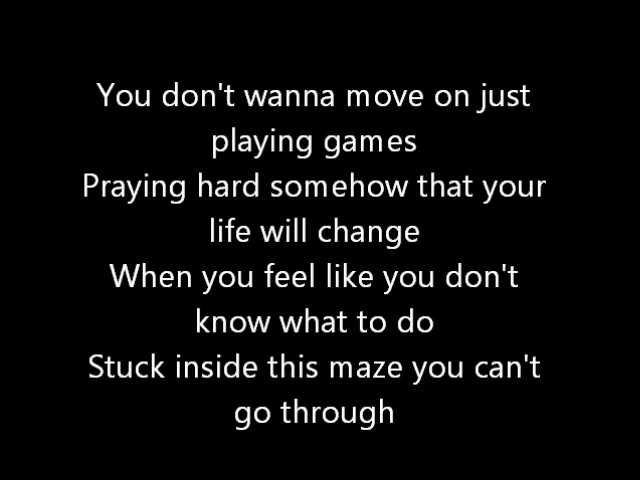 You don't wanna move on just
playing games
Praying hard somehow that your
life will change
When you feel like you don't
know what to do
Stuck inside this maze you can't
go through